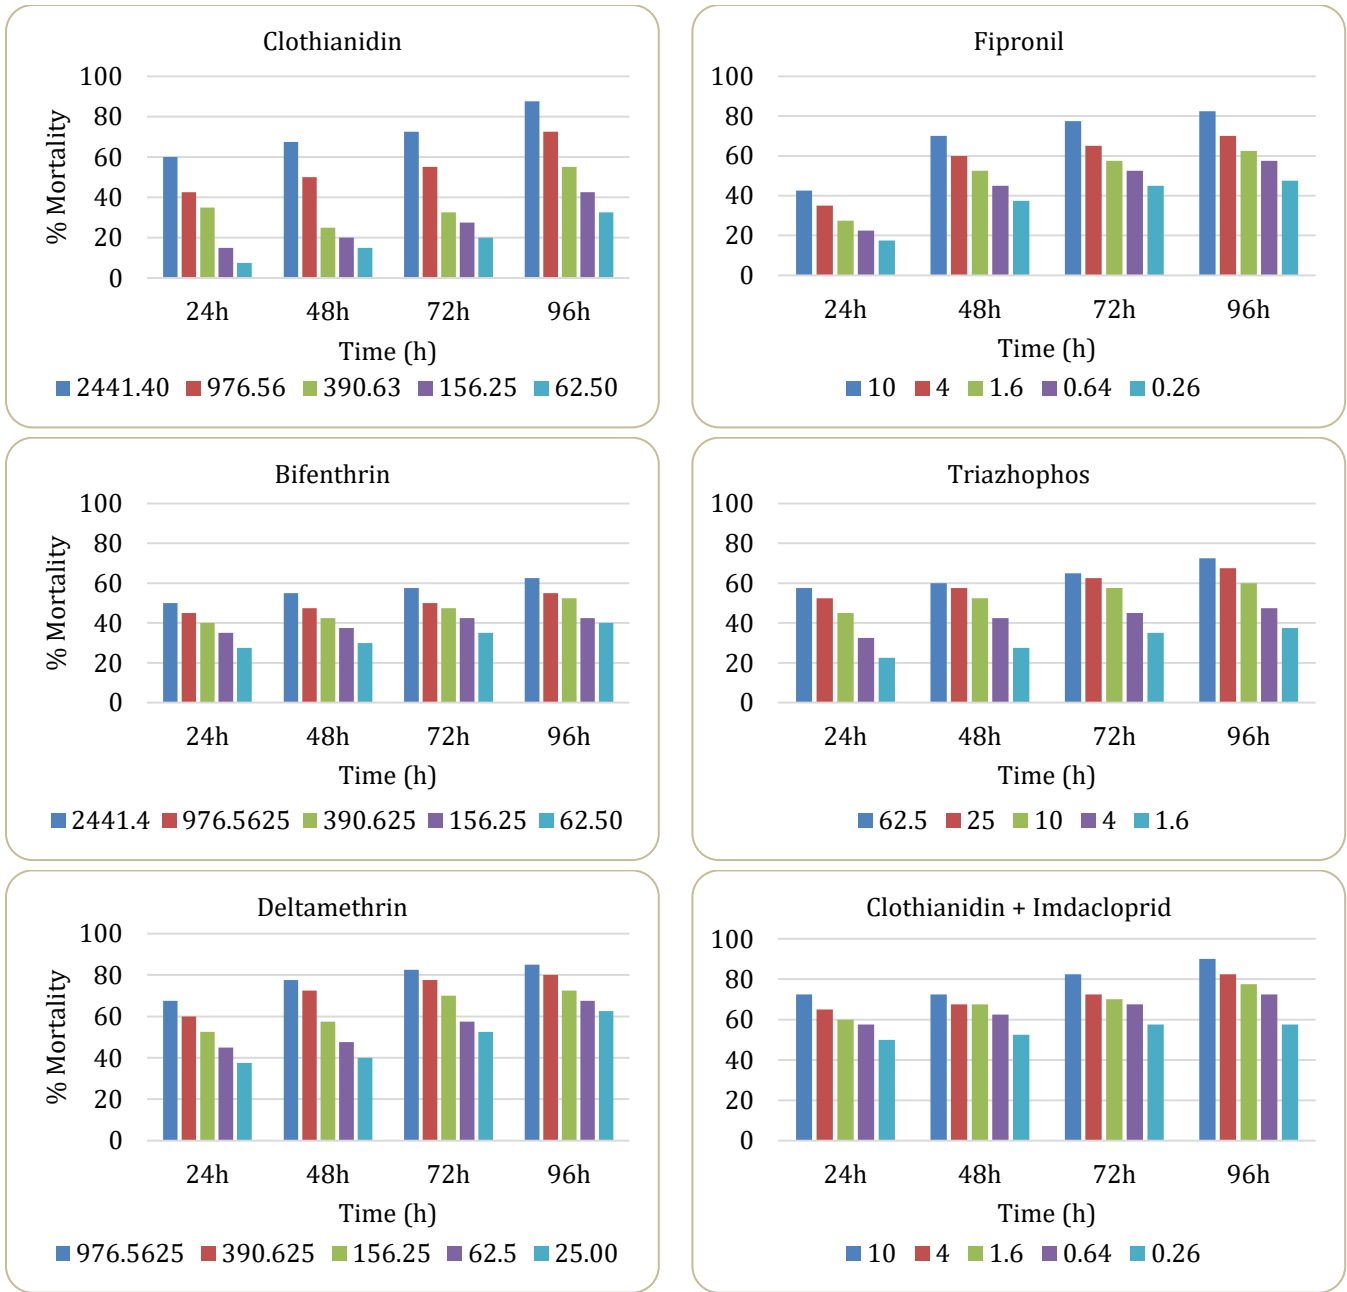 Clothianidin
% Mortality
100
80
60
40
20
0
24h 48h 72h 96h
Time (h)
2441.40 976.56 390.63 156.25 62.50
Fipronil
100
80
60
40
20
0
24h 48h 72h 96h
Time (h)
10 4 1.6 0.64 0.26
Bifenthrin
% Mortality
100
80
60
40
20
0
24h 48h 72h 96h
Time (h)
2441.4 976.5625 390.625 156.25 62.50
Triazhophos
100
80
60
40
20
0
24h 48h 72h 96h
Time (h)
62.5 25 10 4 1.6
Deltamethrin
% Mortality
100
80
60
40
20
0
24h 48h 72h 96h
Time (h)
976.5625 390.625 156.25 62.5 25.00
Clothianidin + Imdacloprid
100
80
60
40
20
0
24h 48h 72h 96h
Time (h)
10 4 1.6 0.64 0.26